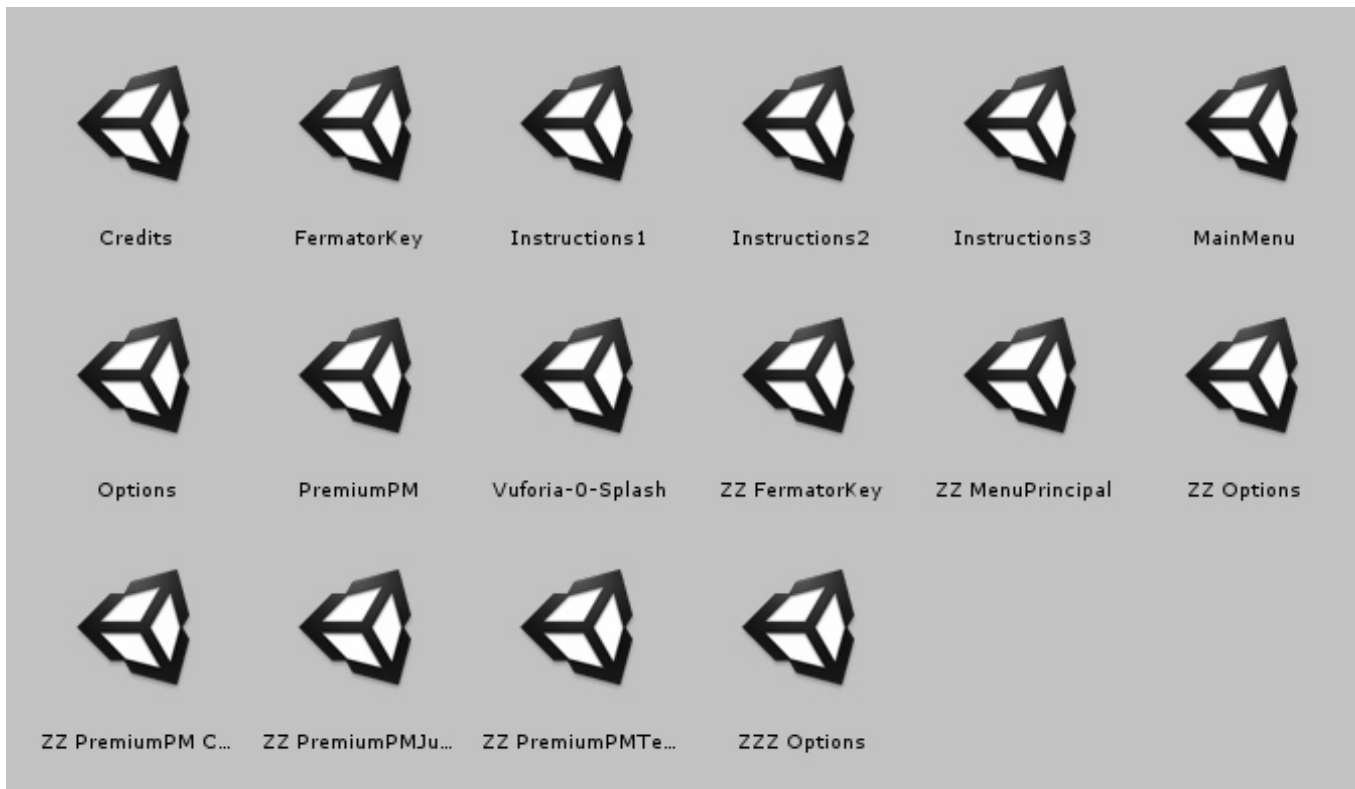 Credits FermatorKey Instructions1 Instructions2 Instructions3 MainMenu
Options PremiumPM Vuforia-0-Splash ZZ FermatorKey ZZ MenuPrincipal ZZ Options
ZZ PremiumPM C... ZZ PremiumPMJu... ZZ PremiumPMTe... ZZZ Options